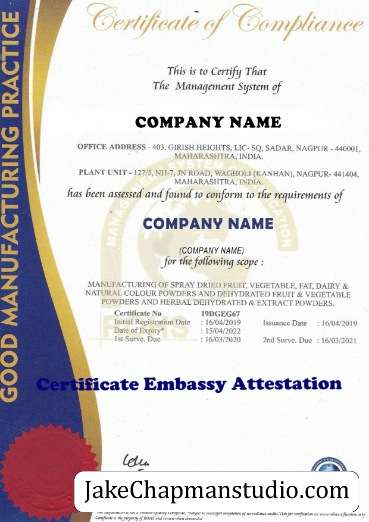 GOOD MANUFACTURING PRACTICE
Certificate of Compliance
This is to Certify That
The Management System of
COMPANY NAME
OFFICE ADDRESS - 403, GIRISH HEIGHTS, LIC- SQ, SADAR, NAGPUR - 440001,
MAHARASHTRA, INDIA.
PLANT UNIT - 127/5, NH-7, JN ROAD, WAGHOLI (KANHAN), NAGPUR- 441404,
MAHARASHTRA, INDIA.
has been assessed and found to conform to the requirements of
COMPANY NAME
(COMPANY NAME)
for the following scope :
MANUFACTURING OF SPRAY DRIED FRUIT, VEGETABLE, FAT, DAIRY &
NATURAL COLOUR POWDERS AND DEHYDRATED FRUIT & VEGETABLE
POWDERS AND HERBAL DEHYDRATED & EXTRACT POWDERS.
Certificate No : 19DGEG67
Initial Registration Date : 16/04/2019 Issuance Date : 16/04/2019
Date of Expiry* : 15/04/2022
1st Surve. Due : 16/03/2020 2nd Surve. Due : 16/03/2021
Certificate Embassy Attestation
JakeChapmanstudio.com